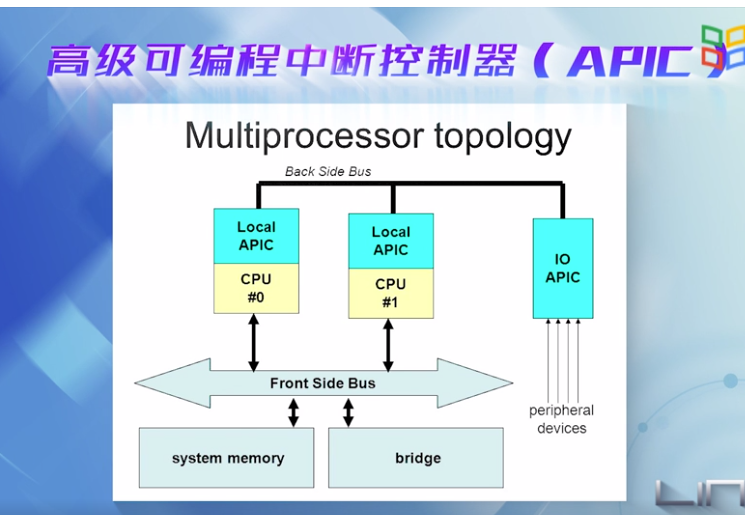 高级可编程中断控制器（APIC）
Multiprocessor topology
Back Side Bus
Local
APIC
CPU
#0
Local
APIC
CPU
#1
IO
APIC
Front Side Bus
peripheral
devices
system memory
bridge